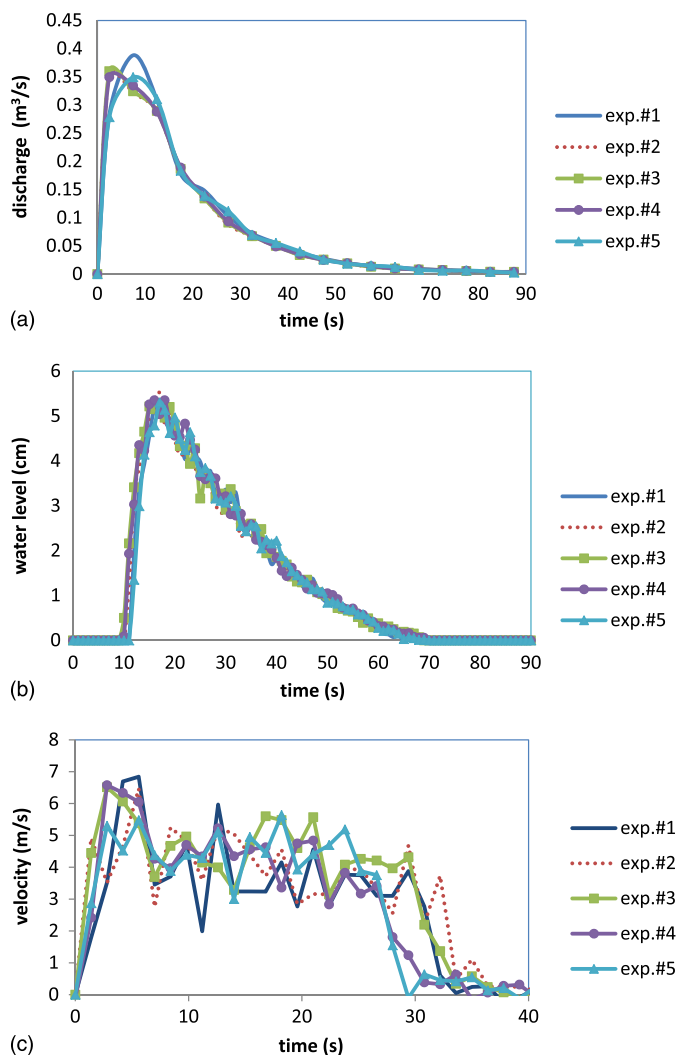 (a)
discharge (m³/s)
0.45
0.4
0.35
0.3
0.25
0.2
0.15
0.1
0.05
0
0 10 20 30 40 50 60 70 80 90
time (s)
exp.#1
exp.#2
exp.#3
exp.#4
exp.#5
(b)
water level (cm)
6
5
4
3
2
1
0
0 10 20 30 40 50 60 70 80 90
time (s)
exp.#1
exp.#2
exp.#3
exp.#4
exp.#5
(c)
velocity (m/s)
8
7
6
5
4
3
2
1
0
0 10 20 30 40
time (s)
exp.#1
exp.#2
exp.#3
exp.#4
exp.#5